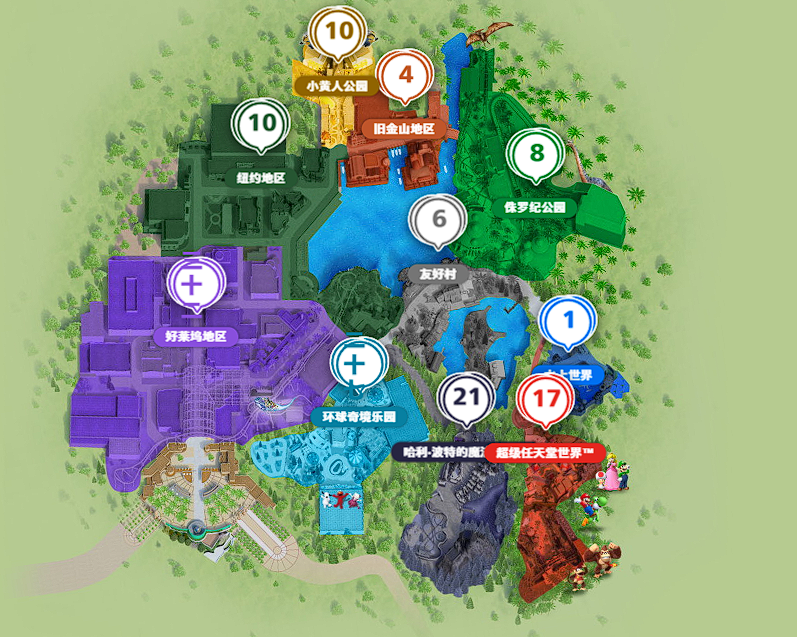 10
小黄人公园
4
旧金山地区
10
纽约地区
8
侏罗纪公园
6
友好村
+
好莱坞地区
1
上世界
+
环球奇境乐园
21
哈利·波特的魔
17
超级任天堂世界™